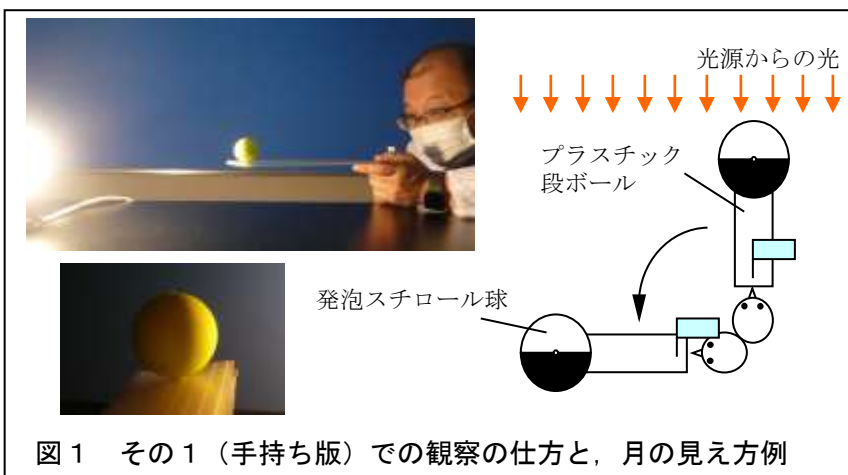 光源からの光
プラスチック
段ボール
発泡スチロール球
図1 その1(手持ち版)での観察の仕方と,月の見え方例